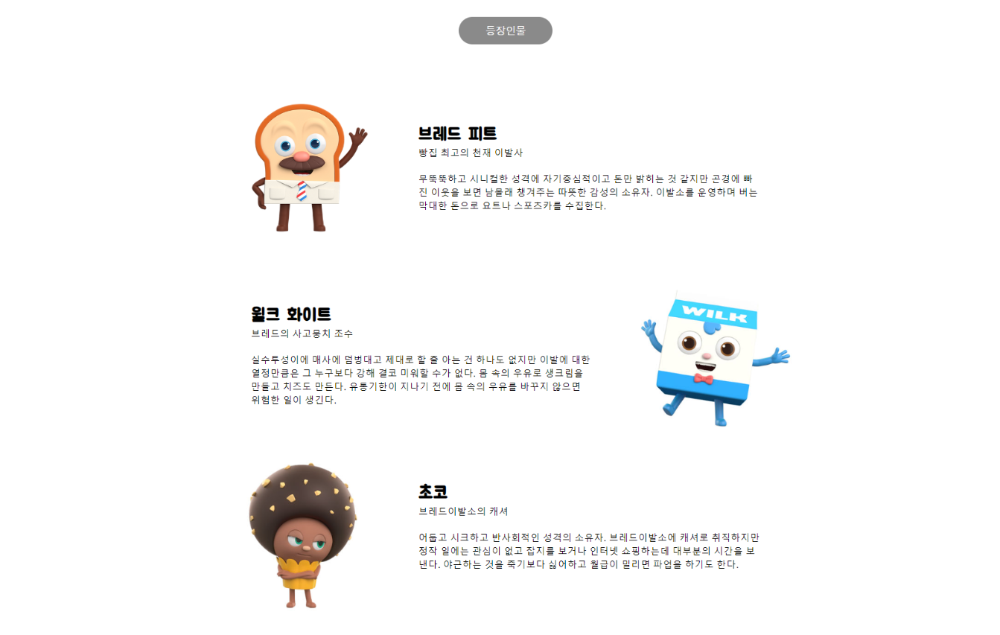 등장인물
브레드 피트
빵집 최고의 천재 이발사
무뚝뚝하고 시니컬한 성격에 자기중심적이고 돈만 밝히는 것 같지만 곤경에 빠
진 이웃을 보면 남몰래 챙겨주는 따뜻한 감성의 소유자. 이발소를 운영하며 버는
막대한 돈으로 요트나 스포츠카를 수집한다.
WILK
윌크 화이트
브레드의 사고뭉치 조수
실수투성이에 매사에 덤벙대고 제대로 할 줄 아는 건 하나도 없지만 이발에 대한
열정만큼은 그 누구보다 강해 결코 미워할 수가 없다. 몸 속의 우유로 생크림을
만들고 치즈도 만든다. 유통기한이 지나기 전에 몸 속의 우유를 바꾸지 않으면
위험한 일이 생긴다.
초코
브레드이발소의 캐셔
어둡고 시크하고 반사회적인 성격의 소유자. 브레드이발소에 캐셔로 취직하지만
정작 일에는 관심이 없고 잡지를 보거나 인터넷 쇼핑하는데 대부분의 시간을 보
낸다. 야근하는 것을 죽기보다 싫어하고 월급이 밀리면 파업을 하기도 한다.